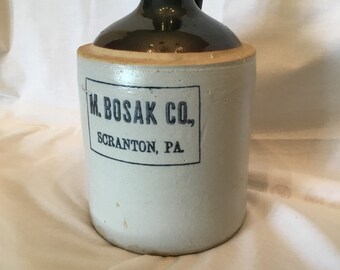 M. BOSAK CO.,
SCRANTON, PA.